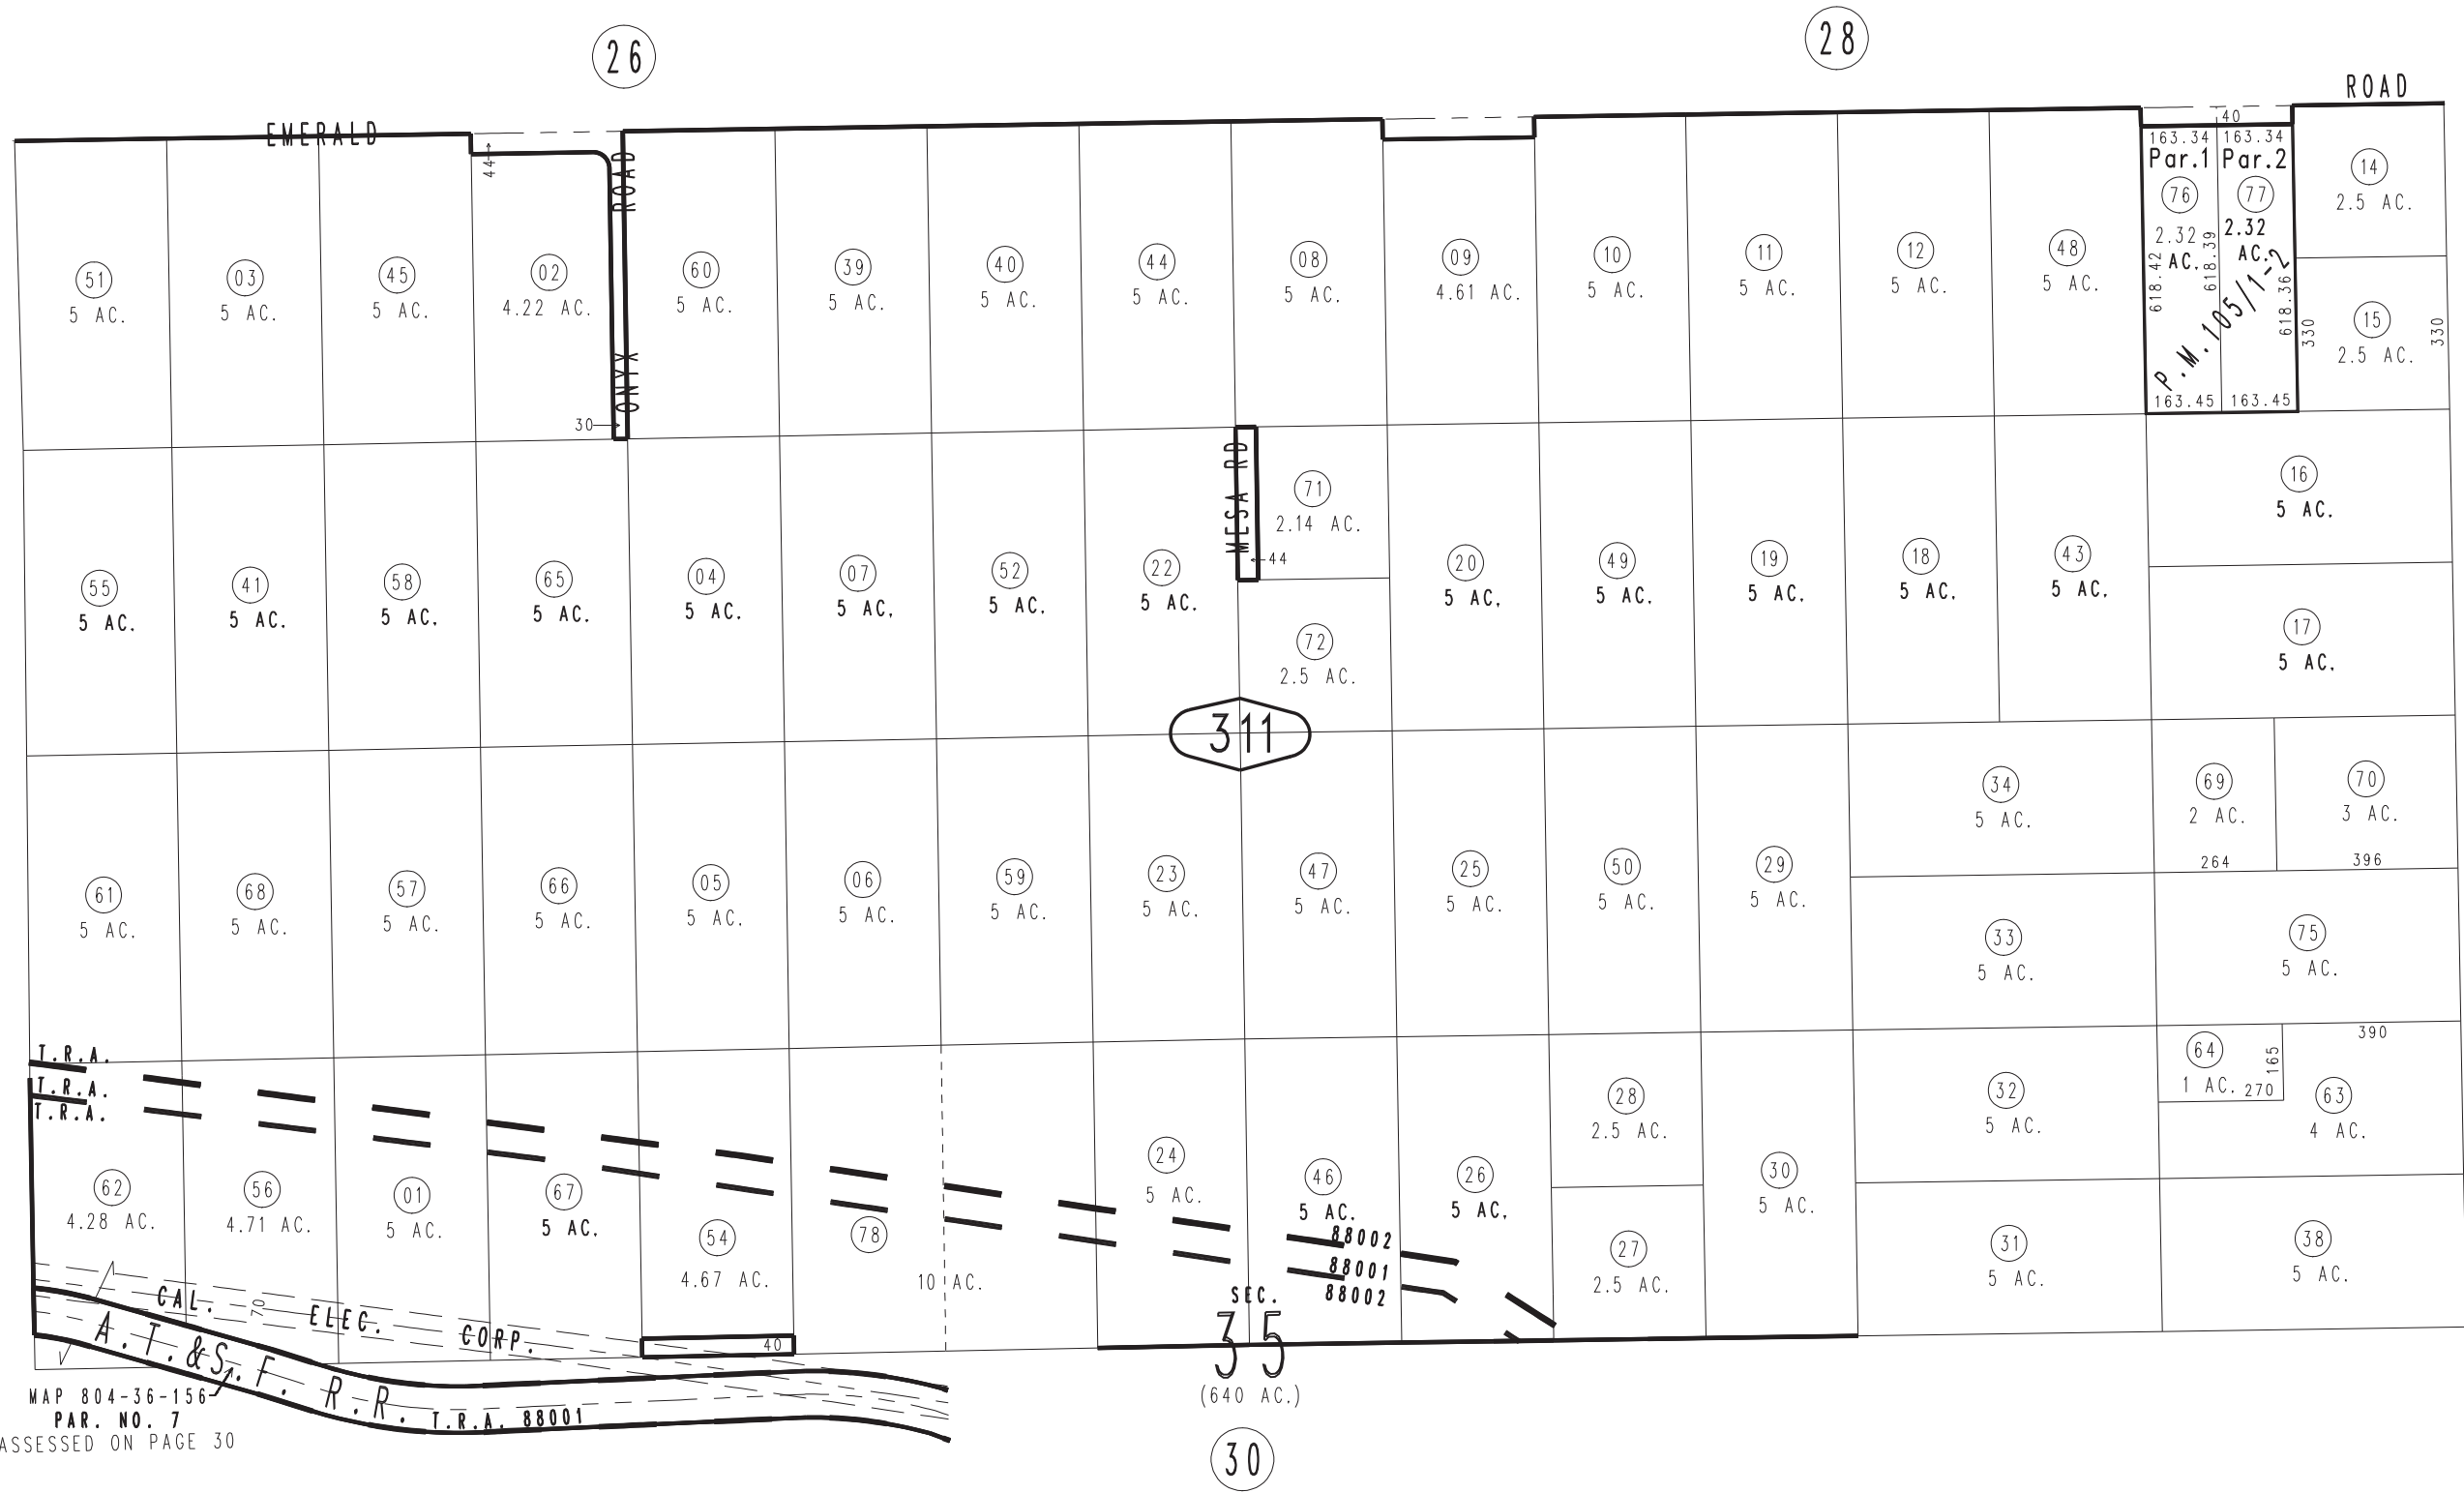 26
28
EMERALD
ROAD
44
ROAD
ONYX
30
40
163.34
163.34
Par.1
Par.2
76
77
2.32
AC.
2.32
AC.
618.42
618.39
618.36
P.M.105/1-2
163.45
163.45
14
2.5 AC.
15
2.5 AC.
330
330
51
5 AC.
03
5 AC.
45
5 AC.
02
4.22 AC.
60
5 AC.
39
5 AC.
40
5 AC.
44
5 AC.
08
5 AC.
09
4.61 AC.
10
5 AC.
11
5 AC.
12
5 AC.
48
5 AC.
55
5 AC.
41
5 AC.
58
5 AC.
65
5 AC.
04
5 AC.
07
5 AC.
52
5 AC.
22
5 AC.
MESA RD
44
71
2.14 AC.
72
2.5 AC.
20
5 AC.
49
5 AC.
19
5 AC.
18
5 AC.
43
5 AC.
16
5 AC.
17
5 AC.
311
61
5 AC.
68
5 AC.
57
5 AC.
66
5 AC.
05
5 AC.
06
5 AC.
59
5 AC.
23
5 AC.
47
5 AC.
25
5 AC.
50
5 AC.
29
5 AC.
34
5 AC.
69
2 AC.
264
70
3 AC.
396
33
5 AC.
75
5 AC.
T.R.A.
T.R.A.
T.R.A.
62
4.28 AC.
56
4.71 AC.
01
5 AC.
67
5 AC.
54
4.67 AC.
40
78
10 AC.
24
5 AC.
46
5 AC.
26
5 AC.
88002
88001
88002
28
2.5 AC.
27
2.5 AC.
30
5 AC.
32
5 AC.
31
5 AC.
64
1 AC.
165
270
390
63
4 AC.
38
5 AC.
CAL. ELEC. CORP.
70
A.T.&S.F. R.R.
T.R.A. 88001
MAP 804-36-156
PAR. NO. 7
ASSESSED ON PAGE 30
SEC.
35
(640 AC.)
30